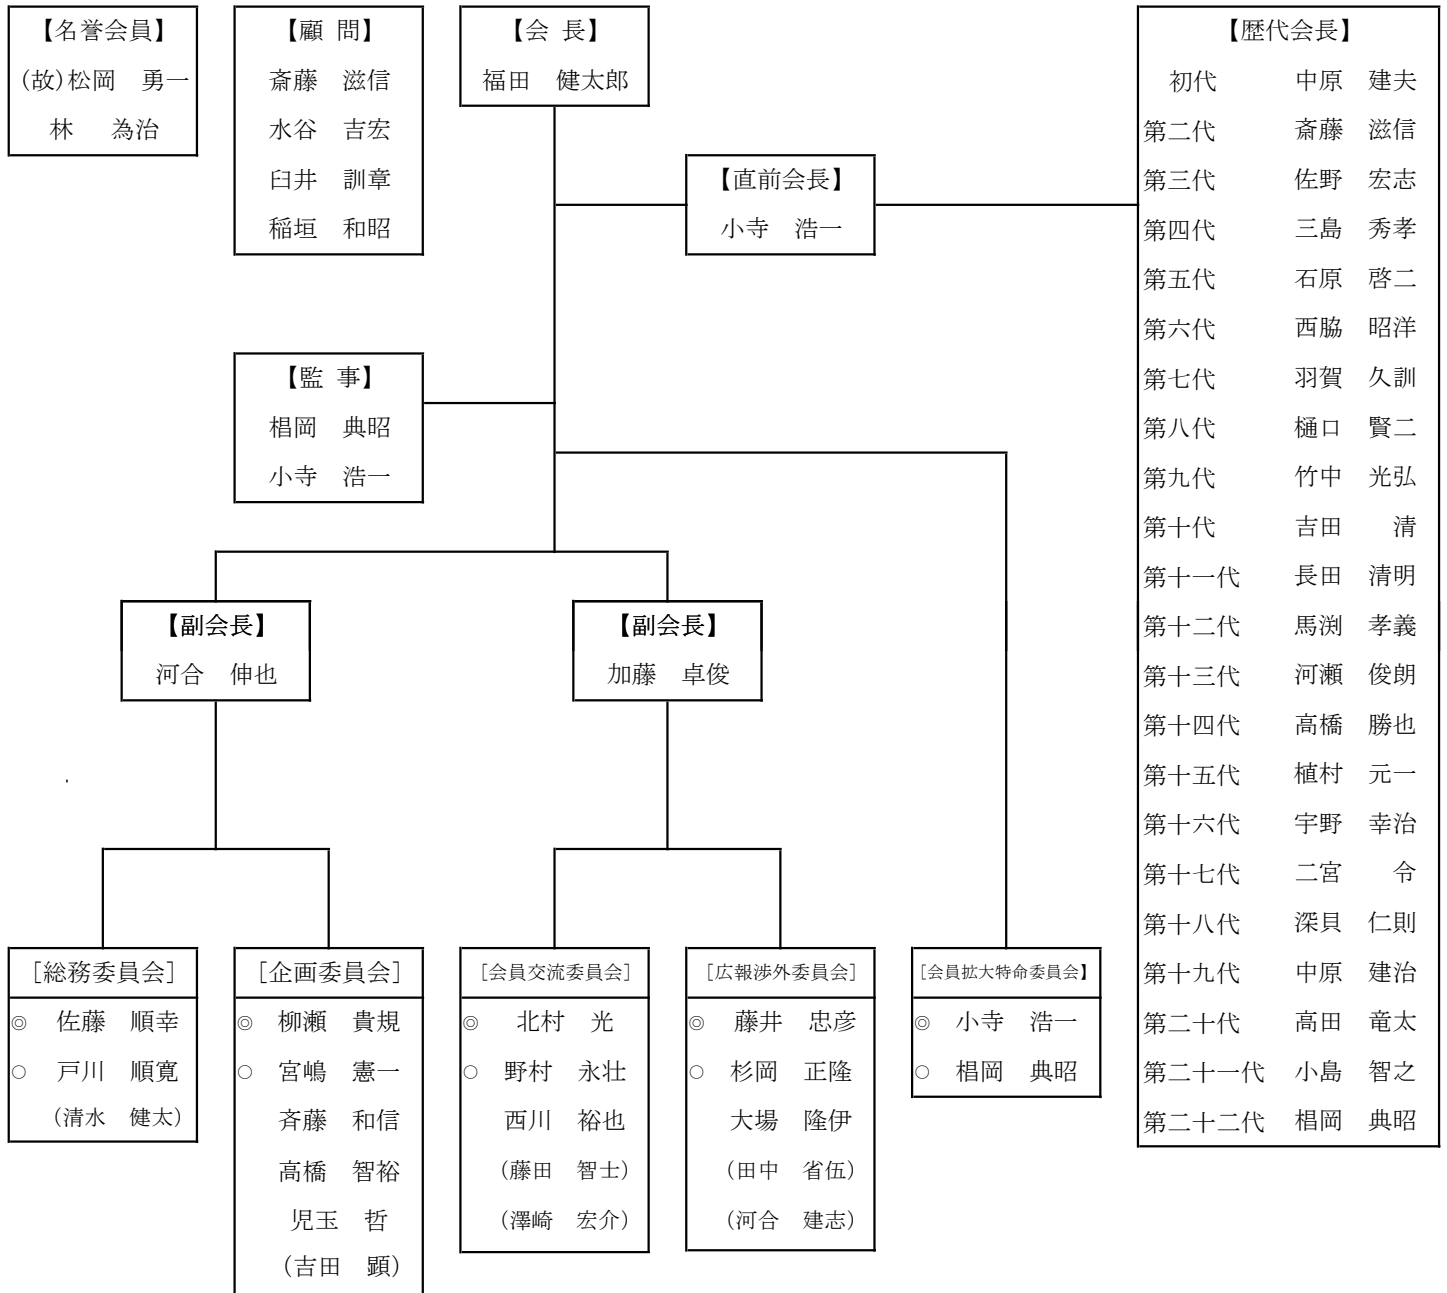 【名誉会員】
(故)松岡　勇一
林　為治
【顧 問】
斎藤　滋信
水谷　吉宏
臼井　訓章
稲垣　和昭
【会 長】
福田　健太郎
【直前会長】
小寺　浩一
【歴代会長】
初代　中原　建夫
第二代　斎藤　滋信
第三代　佐野　宏志
第四代　三島　秀孝
第五代　石原　啓二
第六代　西脇　昭洋
第七代　羽賀　久訓
第八代　樋口　賢二
第九代　竹中　光弘
第十代　吉田　清
第十一代　長田　清明
第十二代　馬渕　孝義
第十三代　河瀬　俊朗
第十四代　高橋　勝也
第十五代　植村　元一
第十六代　宇野　幸治
第十七代　二宮　令
第十八代　深貝　仁則
第十九代　中原　建治
第二十代　高田　竜太
第二十一代　小島　智之
第二十二代　椙岡　典昭
【監 事】
椙岡　典昭
小寺　浩一
【副会長】
河合　伸也
【副会長】
加藤　卓俊
［総務委員会］
◎　佐藤　順幸
○　戸川　順寛
（清水　健太）
［企画委員会］
◎　柳瀬　貴規
○　宮嶋　憲一
斉藤　和信
高橋　智裕
児玉　哲
（吉田　顕）
［会員交流委員会］
◎　北村　光
○　野村　永壮
西川　裕也
（藤田　智士）
（澤崎　宏介）
［広報渉外委員会］
◎　藤井　忠彦
○　杉岡　正隆
大場　隆伊
（田中　省伍）
（河合　建志）
［会員拡大特命委員会】
◎　小寺　浩一
○　椙岡　典昭